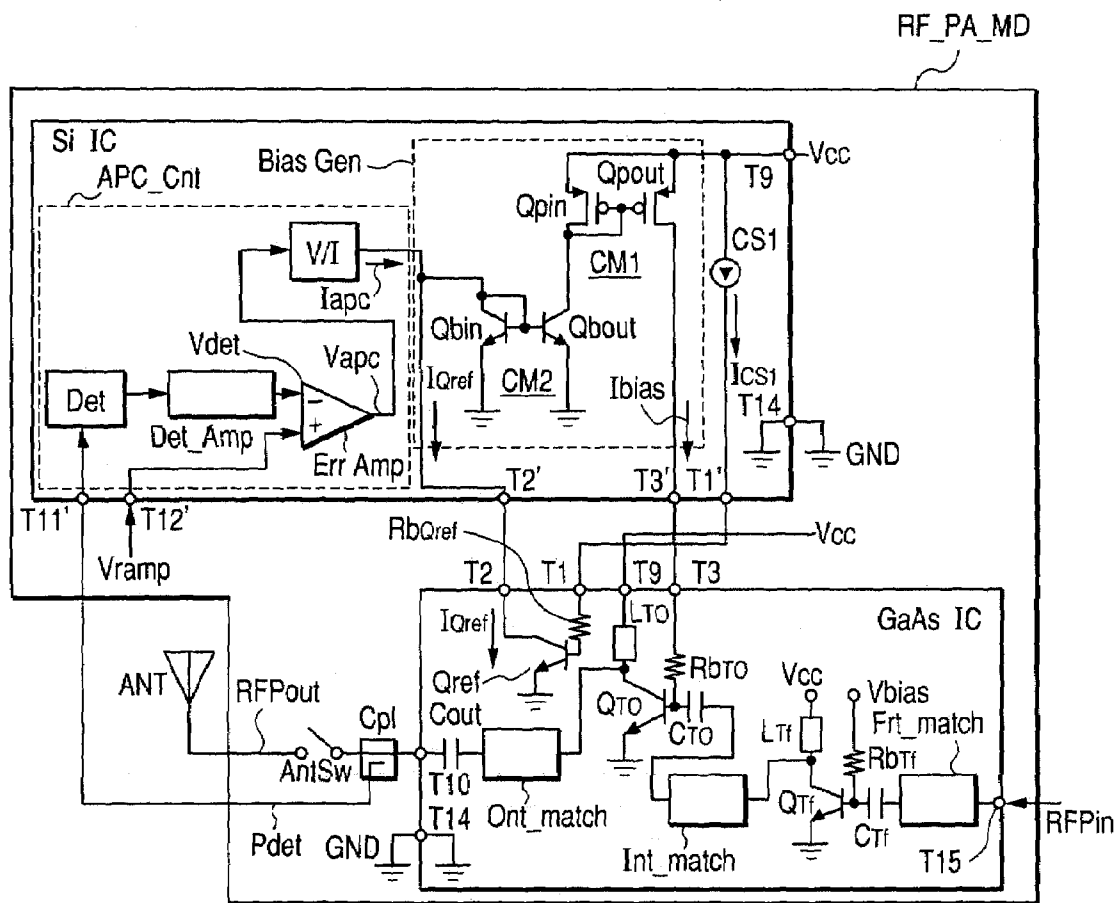 RF_PA_MD
Si IC
Bias Gen
APC_Cnt
Qpout
Qpin
Vcc
T9
CS1
V/I
Iapc
CM1
Qbin
Qbout
Vdet
Vapc
IQref
CM2
Ibias
ICS1
T14
Det
Det_Amp
Err Amp
GND
T2'
T3'
T1'
T11'
T12'
RbQref
Vcc
Vramp
T2
T1
T9
T3
LTO
GaAs IC
IQref
RbTO
ANT
RFPout
Qref
QTO
Vcc
Vbias
Cpl
Cout
CTO
LTf
Frt_match
RbTf
AntSw
T10
QTf
T14
Ont_match
CTf
RFPin
Pdet
GND
Int_match
T15